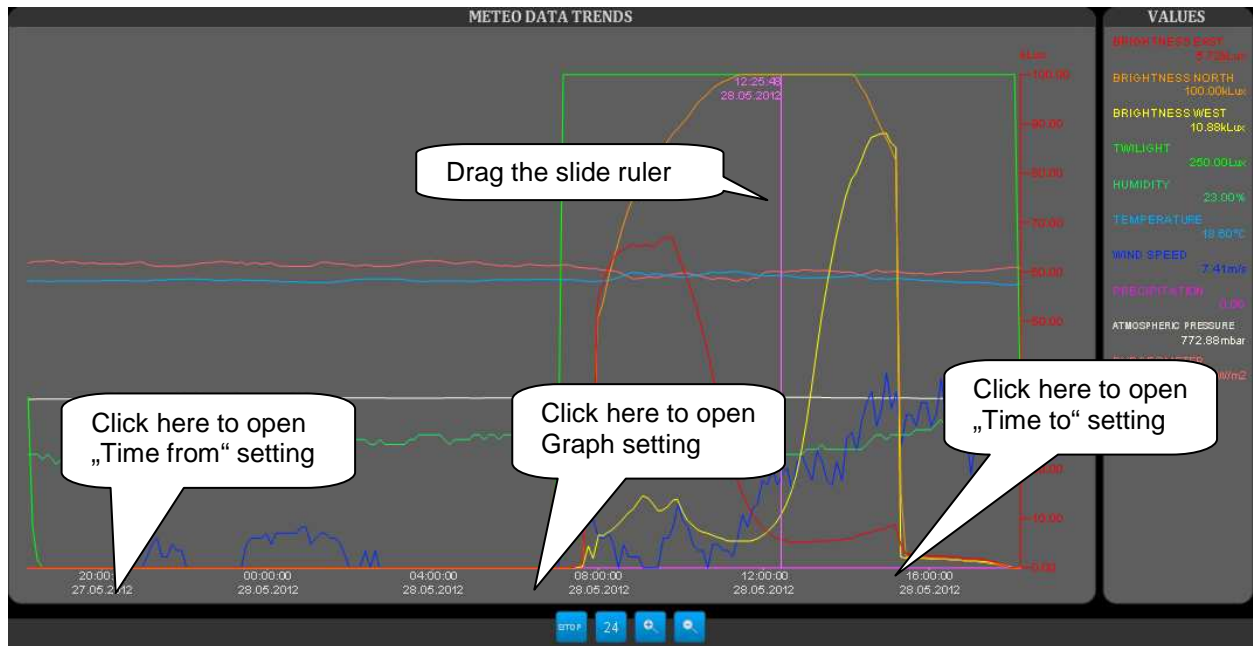 METEO DATA TRENDS
VALUES
kLux
BRIGHTNESS EAST
5.72kLux
BRIGHTNESS NORTH
100.00kLux
BRIGHTNESS WEST
10.88kLux
TWILIGHT
250.00Lux
HUMIDITY
23.00%
TEMPERATURE
18.60°C
WIND SPEED
7.41m/s
PRECIPITATION
0.00
ATMOSPHERIC PRESSURE
772.88mbar
W/m2
100.00
90.00
80.00
70.00
60.00
50.00
10.00
0.00
12:25:48
28.05.2012
Drag the slide ruler
Click here to open
„Time from“ setting
Click here to open
Graph setting
Click here to open
„Time to“ setting
20:00
27.05.2012
00:00:00
28.05.2012
04:00:00
28.05.2012
08:00:00
28.05.2012
12:00:00
28.05.2012
16:00:00
28.05.2012
STOP
24